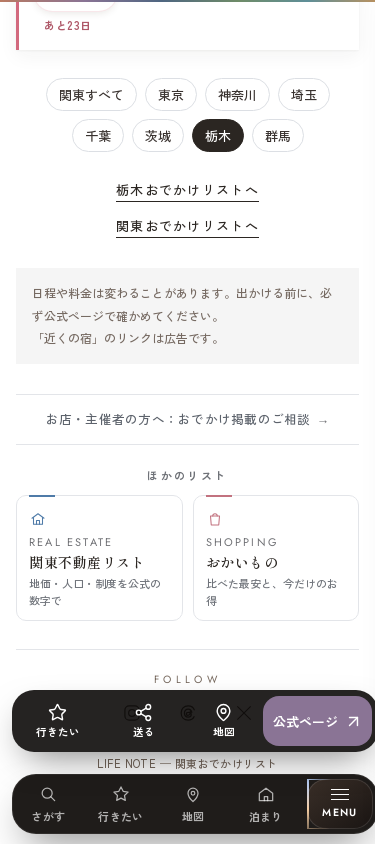 あと23日
関東すべて 東京 神奈川 埼玉
千葉 茨城 栃木 群馬
栃木おでかけリストへ
関東おでかけリストへ
日程や料金は変わることがあります。出かける前に、必
ず公式ページで確かめてください。
「近くの宿」のリンクは広告です。
お店・主催者の方へ：おでかけ掲載のご相談 →
ほかのリスト
REAL ESTATE
関東不動産リスト
地価・人口・制度を公式の
数字で
SHOPPING
おかいもの
比べた最安と、今だけのお
得
FOLLOW
行きたい 送る 地図 公式ページ
LIFE NOTE — 関東おでかけリスト
さがす 行きたい 地図 泊まり MENU